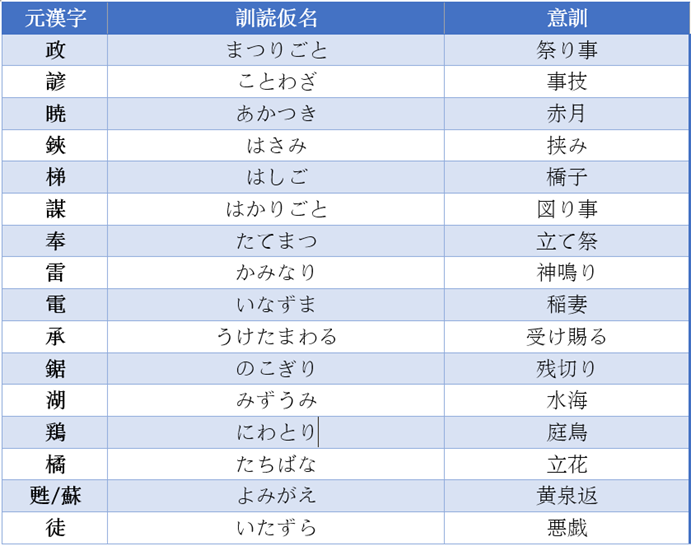 元漢字 訓読仮名 意訓
政 まつりごと 祭り事
諺 ことわざ 事技
暁 あかつき 赤月
鋏 はさみ 挟み
梯 はしご 橋子
謀 はかりごと 図り事
奉 たてまつ 立て祭
雷 かみなり 神鳴り
電 いなずま 稲妻
承 うけたまわる 受け賜る
鋸 のこぎり 残切り
湖 みずうみ 水海
鶏 にわとり 庭鳥
橘 たちばな 立花
甦/蘇 よみがえ 黄泉返
徒 いたずら 悪戯